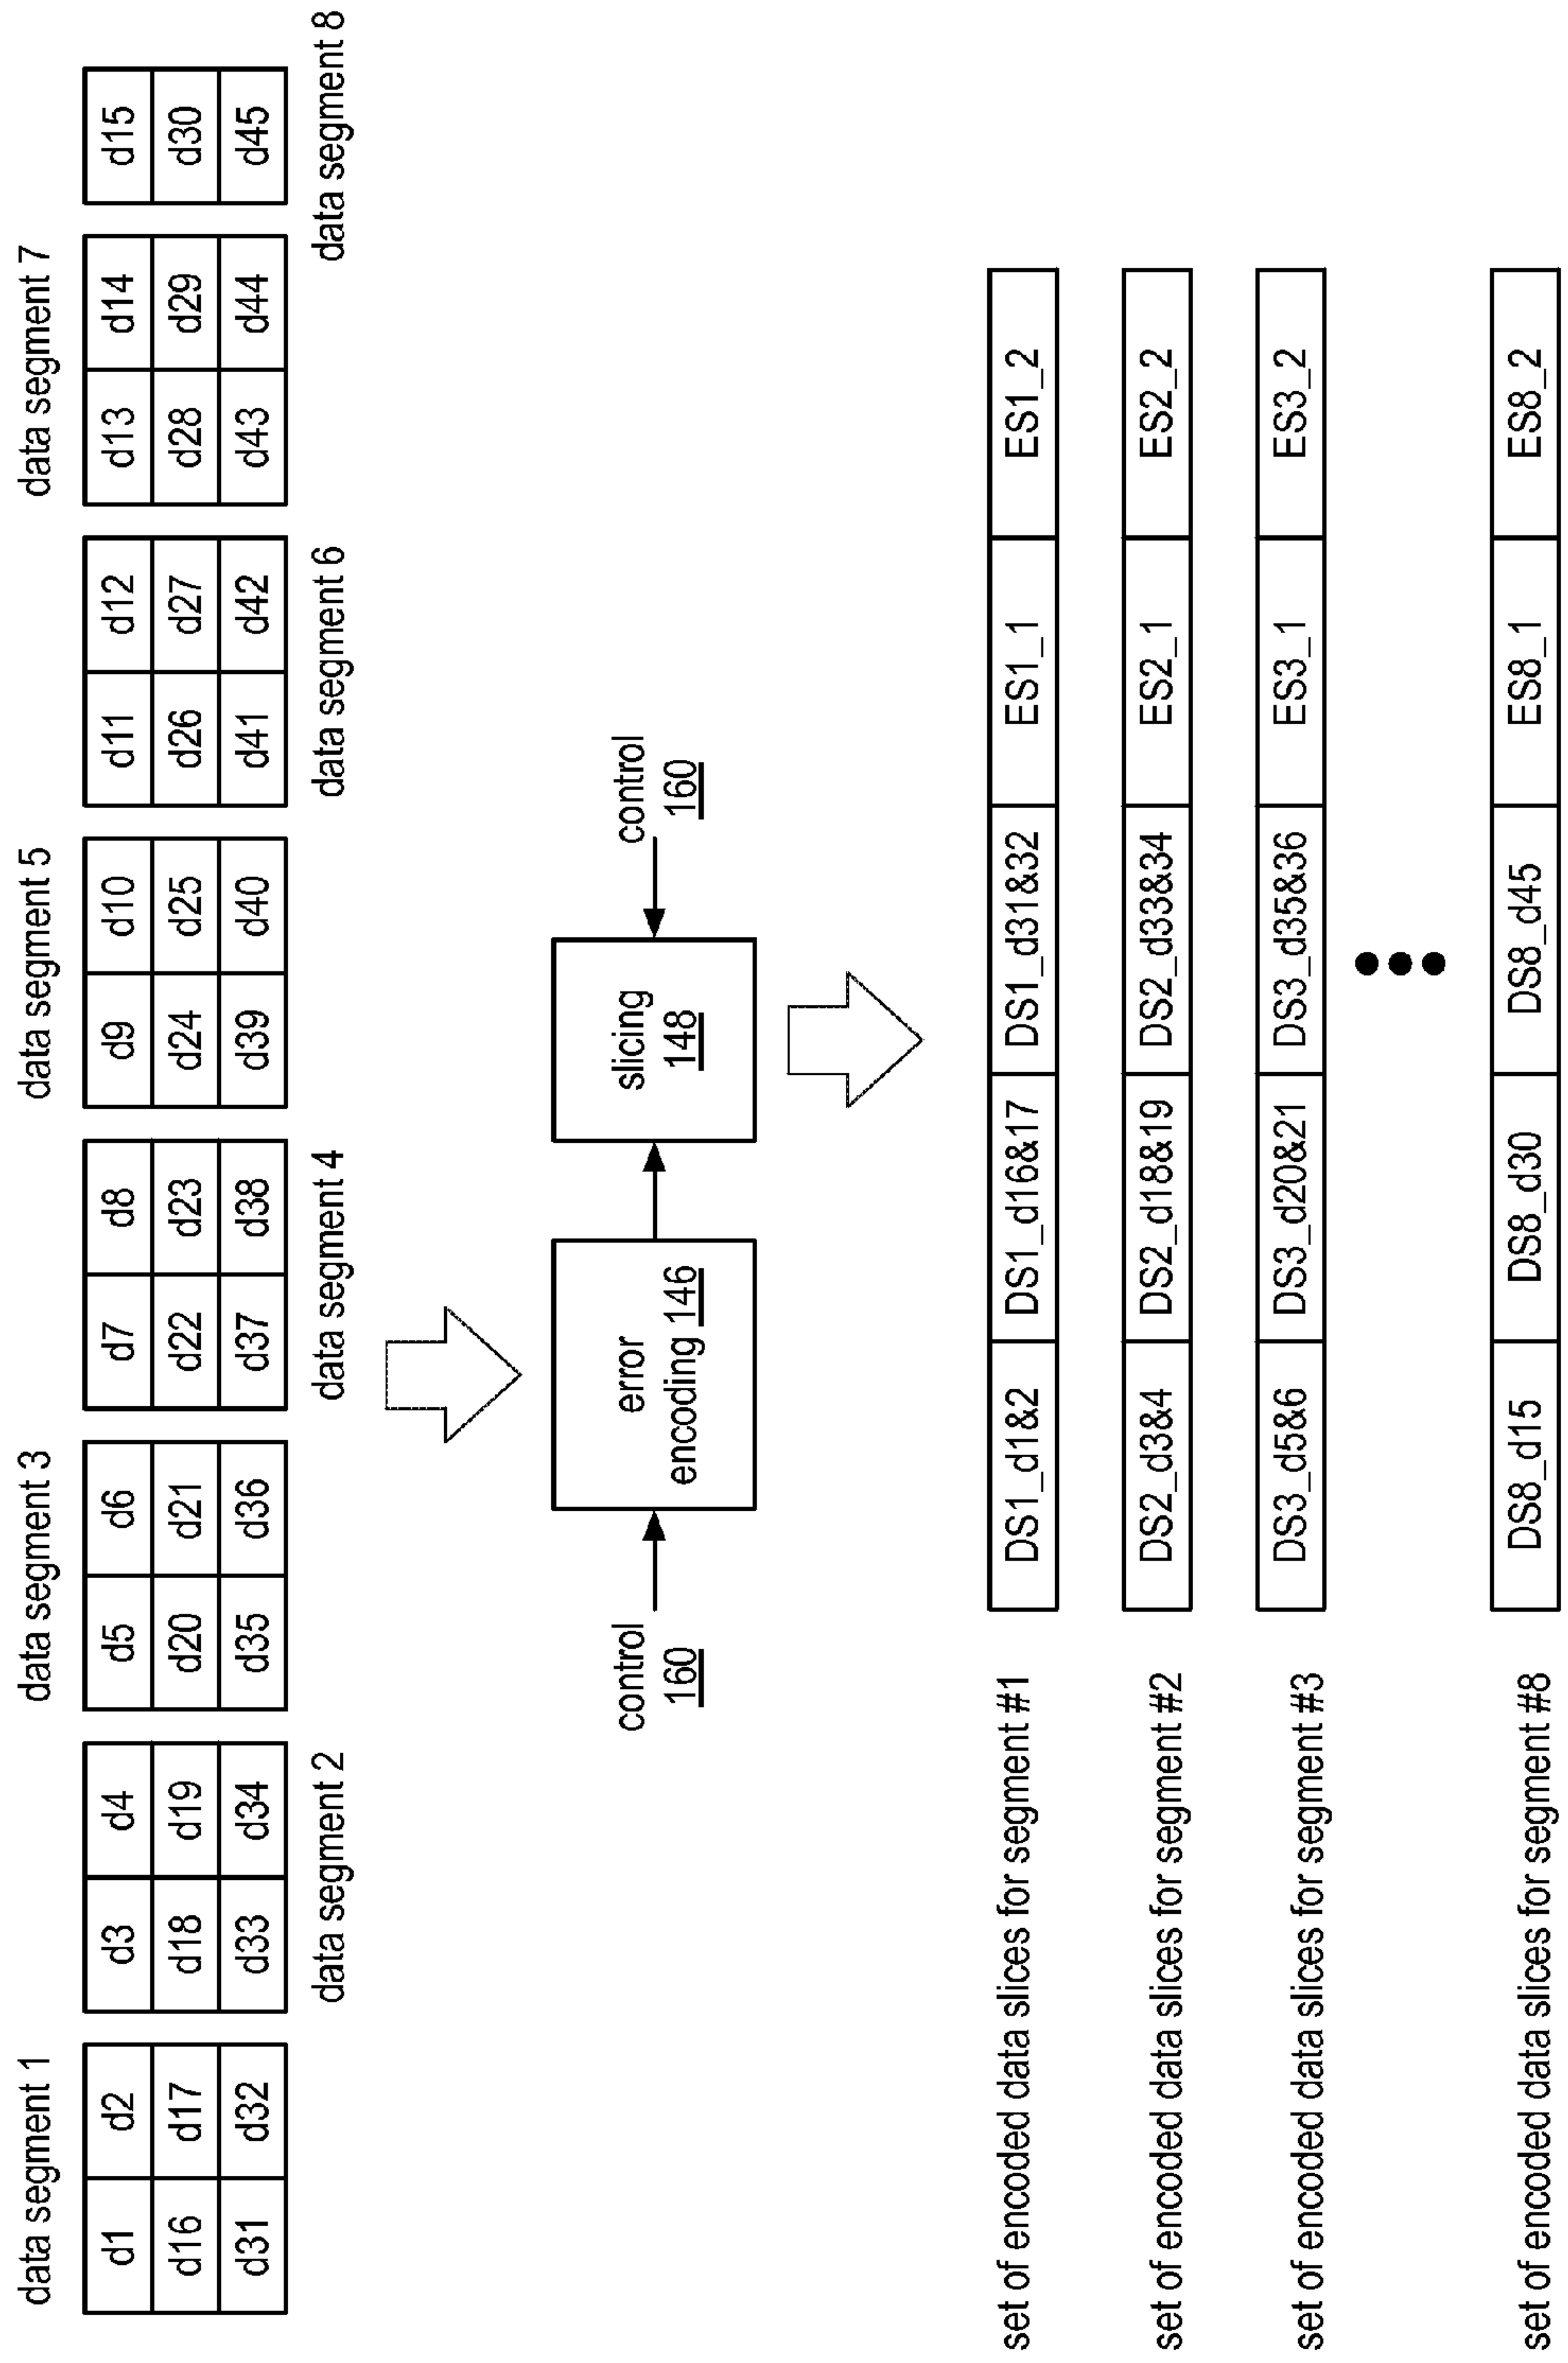 data segment 1
data segment 3
data segment 5
data segment 7
d1 d2 d3 d4 d5 d6 d7 d8 d9 d10 d11 d12 d13 d14 d15
d16 d17 d18 d19 d20 d21 d22 d23 d24 d25 d26 d27 d28 d29 d30
d31 d32 d33 d34 d35 d36 d37 d38 d39 d40 d41 d42 d43 d44 d45
data segment 2
data segment 4
data segment 6
data segment 8
control
160
error
encoding 146
slicing
148
control
160
set of encoded data slices for segment #1 DS1_d1&2 DS1_d16&17 DS1_d31&32 ES1_1 ES1_2
set of encoded data slices for segment #2 DS2_d3&4 DS2_d18&19 DS2_d33&34 ES2_1 ES2_2
set of encoded data slices for segment #3 DS3_d5&6 DS3_d20&21 DS3_d35&36 ES3_1 ES3_2
set of encoded data slices for segment #8 DS8_d15 DS8_d30 DS8_d45 ES8_1 ES8_2